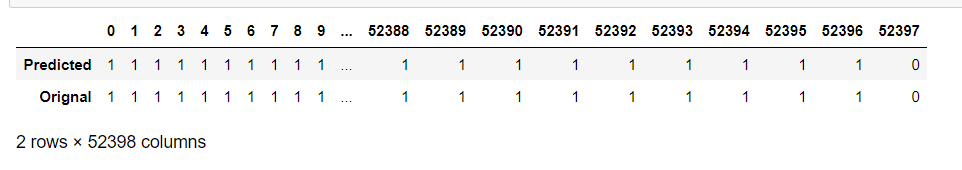 0 1 2 3 4 5 6 7 8 9 ... 52388 52389 52390 52391 52392 52393 52394 52395 52396 52397
Predicted 1 1 1 1 1 1 1 1 1 1 ... 1 1 1 1 1 1 1 1 1 0
Orignal 1 1 1 1 1 1 1 1 1 1 ... 1 1 1 1 1 1 1 1 1 0
2 rows × 52398 columns